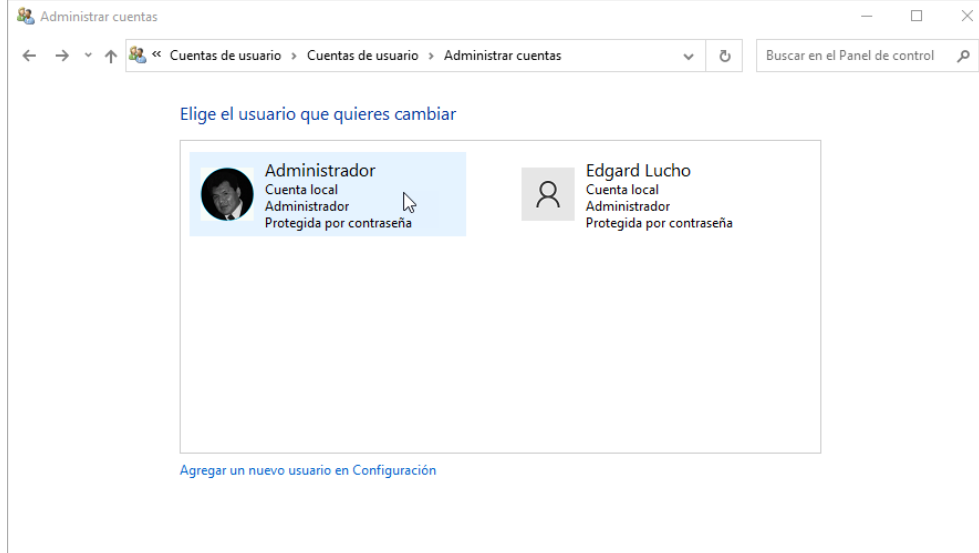 Administrar cuentas
« Cuentas de usuario › Cuentas de usuario › Administrar cuentas
Buscar en el Panel de control
Elige el usuario que quieres cambiar
Administrador
Cuenta local
Administrador
Protegida por contraseña
Edgard Lucho
Cuenta local
Administrador
Protegida por contraseña
Agregar un nuevo usuario en Configuración